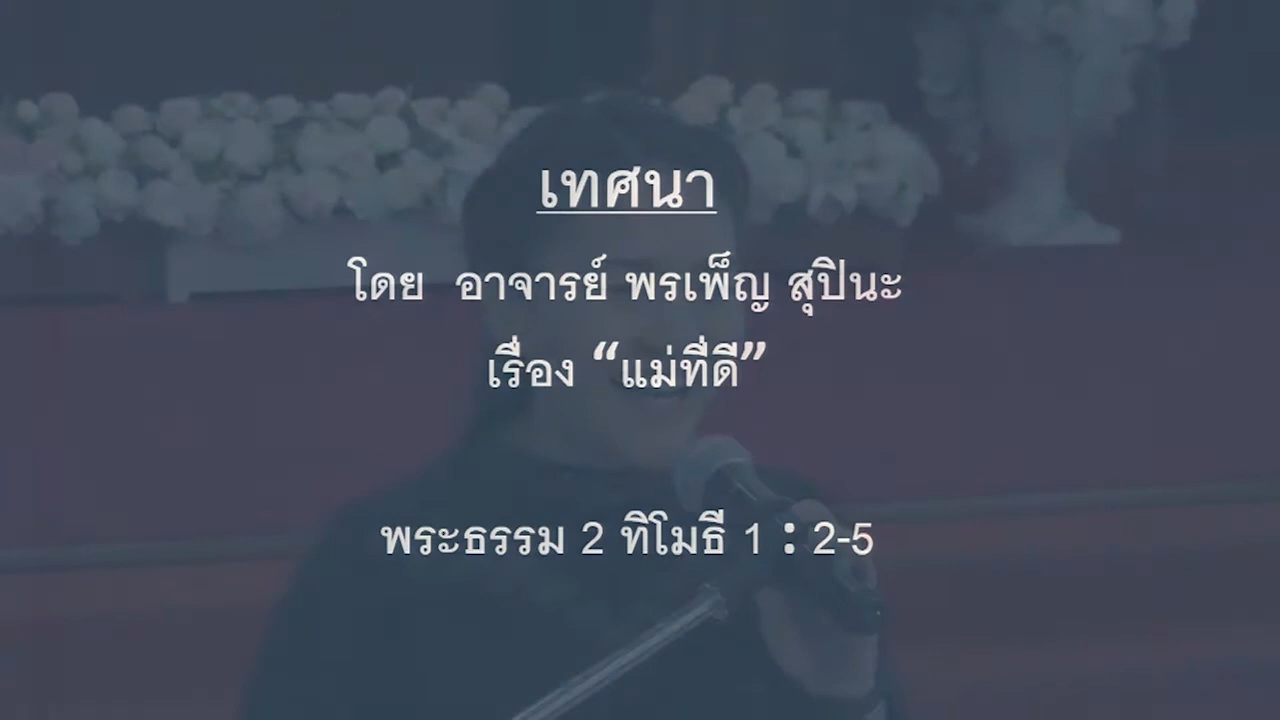 เทศนา
โดย  อาจารย์ พรเพ็ญ สุปินะ
เรื่อง “แม่ที่ดี”
พระธรรม 2 ทิโมธี 1 : 2-5